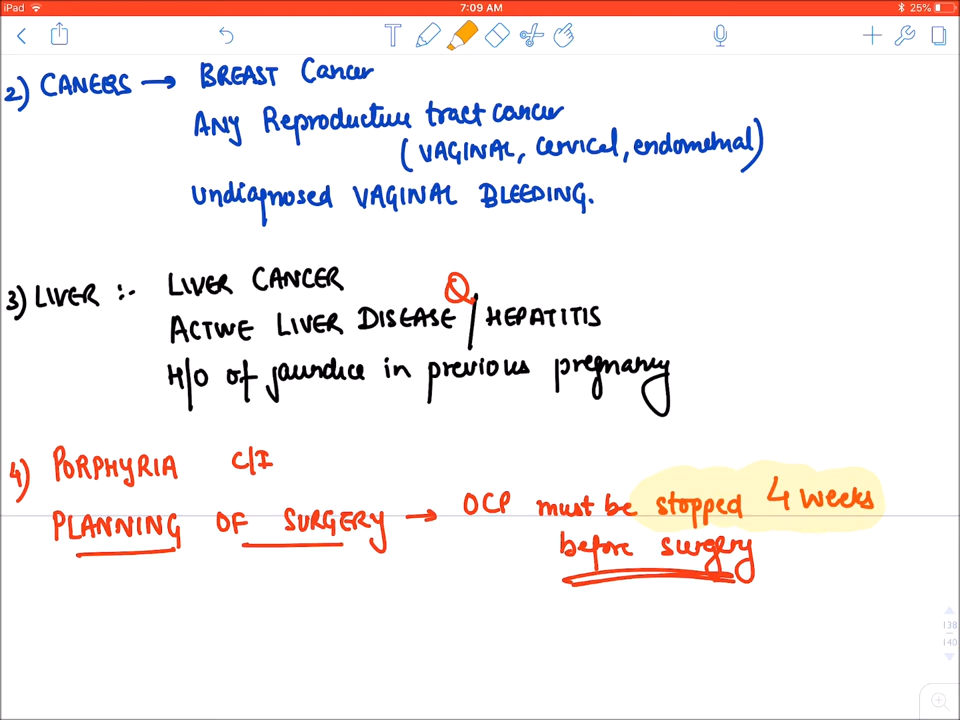 iPad 7:09 AM 25%
T
2) CANCERS → BREAST Cancer
ANY Reproductive tract cancer
(VAGINAL, cervical, endometrial)
Undiagnosed VAGINAL BLEEDING.
3) LIVER :- LIVER CANCER
Q
ACTIVE LIVER DISEASE / HEPATITIS
H/O of jaundice in previous pregnancy
4) PORPHYRIA C/I
PLANNING OF SURGERY → OCP must be stopped 4 weeks
before surgery
138
140